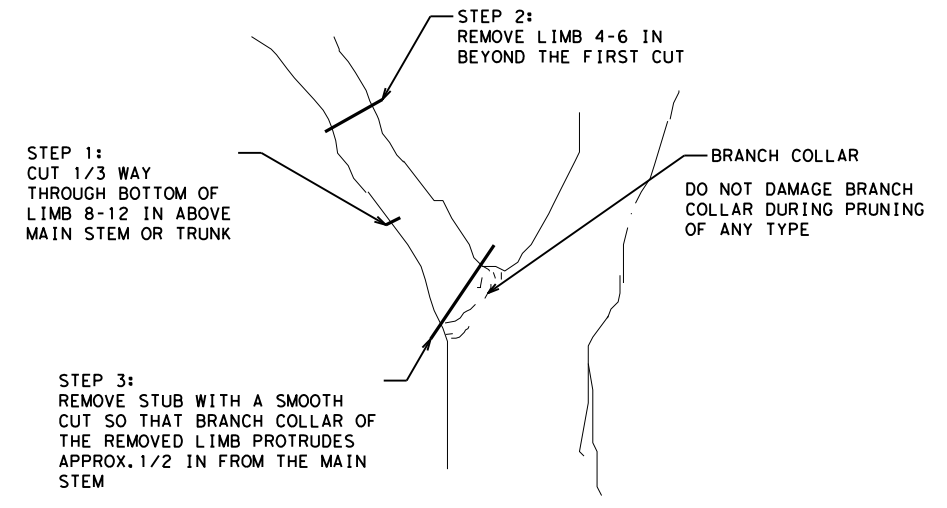 STEP 2:
REMOVE LIMB 4-6 IN
BEYOND THE FIRST CUT
STEP 1:
CUT 1/3 WAY
THROUGH BOTTOM OF
LIMB 8-12 IN ABOVE
MAIN STEM OR TRUNK
BRANCH COLLAR
DO NOT DAMAGE BRANCH
COLLAR DURING PRUNING
OF ANY TYPE
STEP 3:
REMOVE STUB WITH A SMOOTH
CUT SO THAT BRANCH COLLAR OF
THE REMOVED LIMB PROTRUDES
APPROX. 1/2 IN FROM THE MAIN
STEM